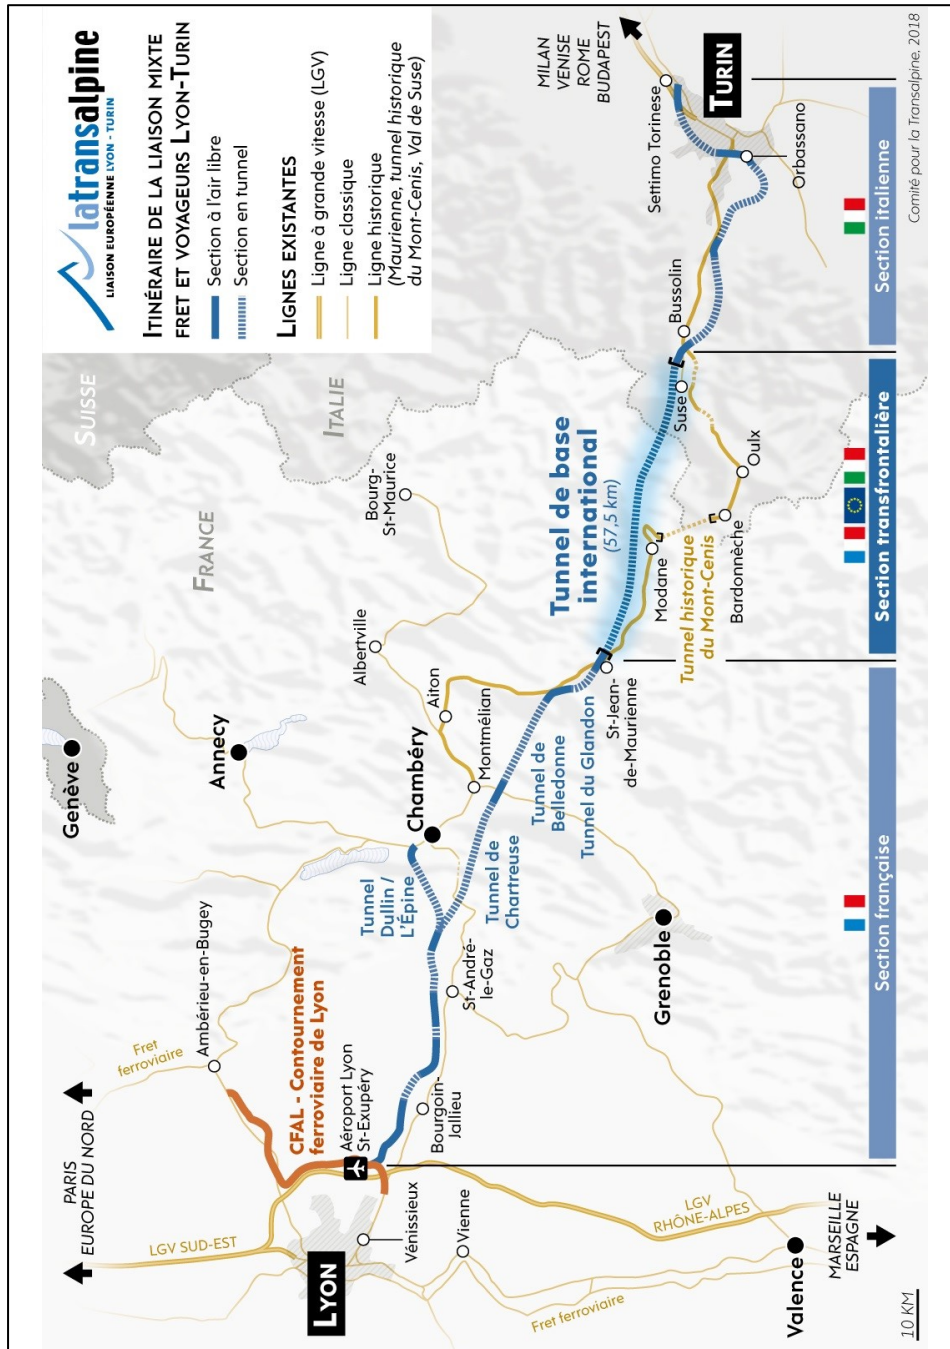 latransalpine
LIAISON EUROPÉENNE LYON - TURIN
ITINÉRAIRE DE LA LIAISON MIXTE
FRET ET VOYAGEURS LYON-TURIN
Section à l'air libre
Section en tunnel
LIGNES EXISTANTES
Ligne à grande vitesse (LGV)
Ligne classique
Ligne historique
(Maurienne, tunnel historique
du Mont-Cenis, Val de Suse)
SUISSE
ITALIE
FRANCE
PARIS
EUROPE DU NORD
Fret
ferroviaire
LGV SUD-EST
Ambérieu-en-Bugey
CFAL - Contournement
ferroviaire de Lyon
Aéroport Lyon
St-Exupéry
LYON
Vénissieux
Vienne
Bourgoin-
Jallieu
St-André-
le-Gaz
Fret ferroviaire
LGV
RHÔNE-ALPES
Valence
MARSEILLE
ESPAGNE
10 KM
Genève
Annecy
Chambéry
Grenoble
Albertville
Bourg-
St-Maurice
Aiton
Montmélian
Tunnel
Dullin /
L'Épine
Tunnel de
Chartreuse
Tunnel de
Belledonne
Tunnel du Glandon
St-Jean-
de-Maurienne
Tunnel de base
international
(57,5 km)
Modane
Tunnel historique
du Mont-Cenis
Bardonnèche
Oulx
Suse
Bussolin
MILAN
VENISE
ROME
BUDAPEST
Settimo Torinese
TURIN
Orbassano
Section française
Section transfrontalière
Section italienne
Comité pour la Transalpine, 2018